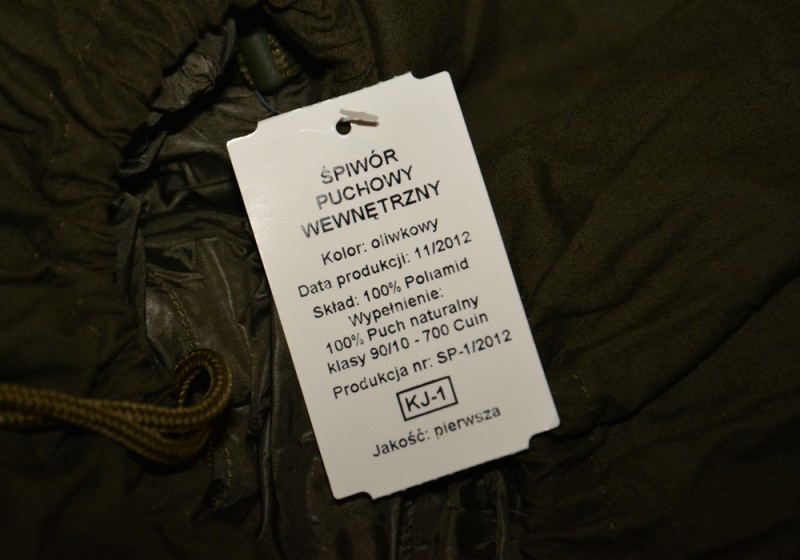 ŚPIWÓR
PUCHOWY
WEWNĘTRZNY
Kolor: oliwkowy
Data produkcji: 11/2012
Skład: 100% Poliamid
Wypełnienie:
100% Puch naturalny
klasy 90/10 - 700 Cuin
Produkcja nr: SP-1/2012
KJ-1
Jakość: pierwsza